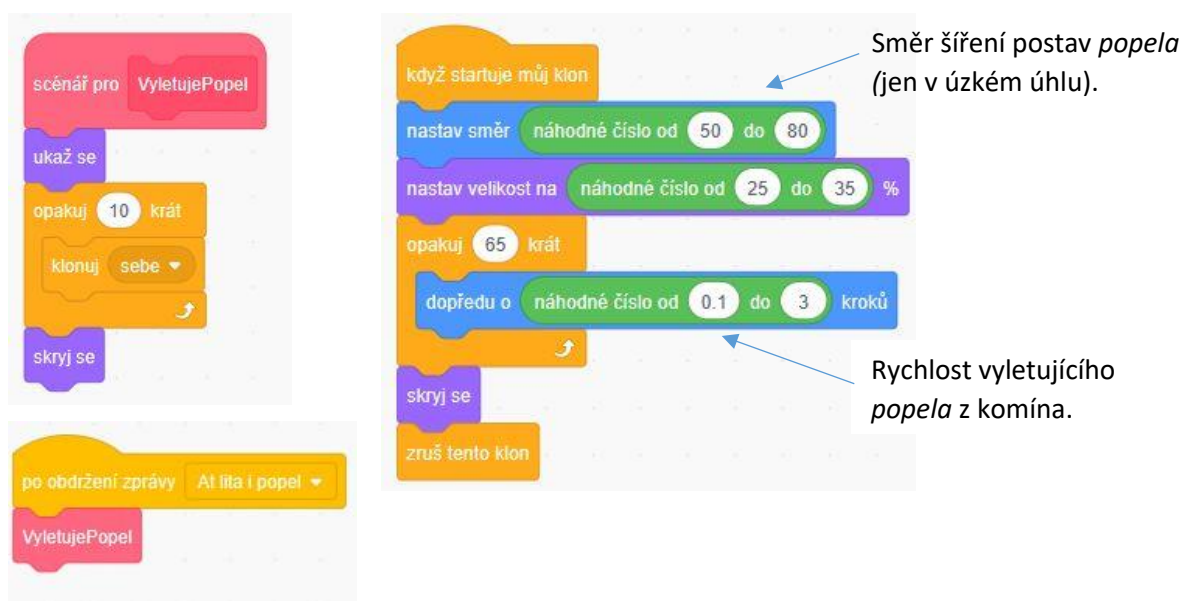 scénář pro VyletujePopel
ukaž se
opakuj 10 krát
klonuj sebe
skryj se
po obdržení zprávy At lita i popel
VyletujePopel
když startuje můj klon
nastav směr náhodné číslo od 50 do 80
nastav velikost na náhodné číslo od 25 do 35 %
opakuj 65 krát
dopředu o náhodné číslo od 0.1 do 3 kroků
skryj se
zruš tento klon
Směr šíření postav popela
(jen v úzkém úhlu).
Rychlost vyletujícího
popela z komína.